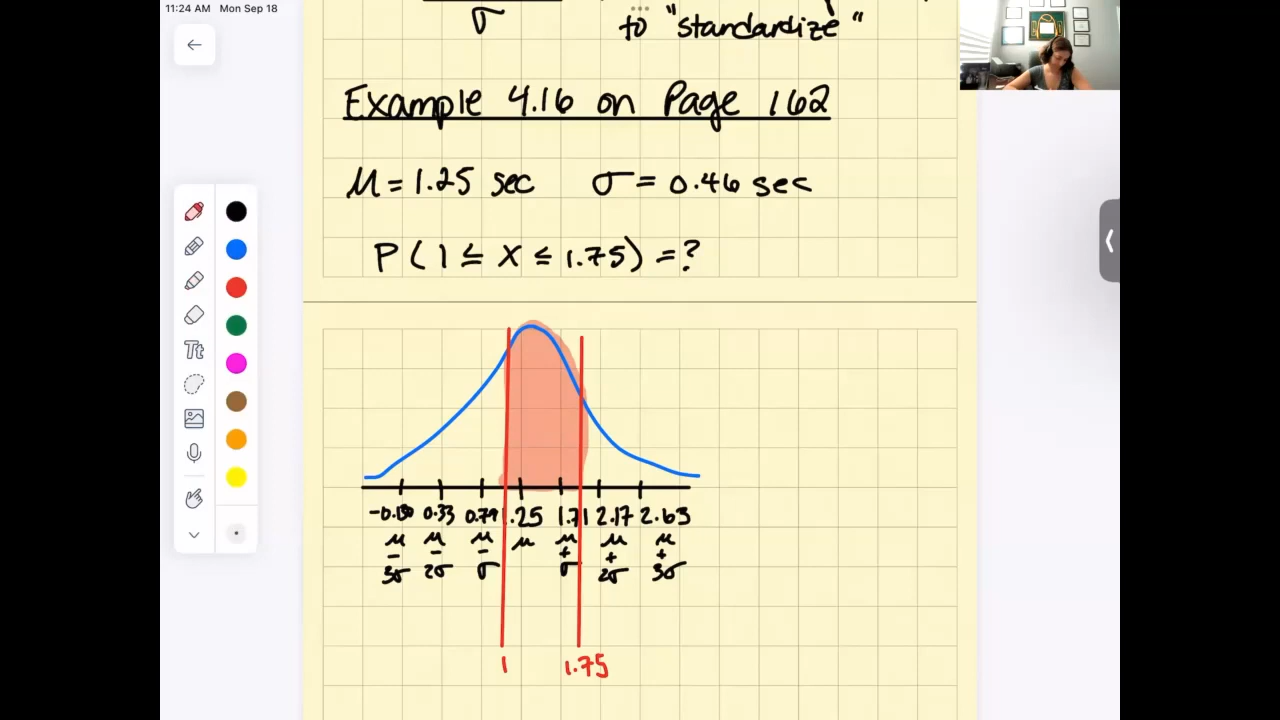 11:24 AM Mon Sep 18
σ
to "standardize"
Example 4.16 on Page 162
μ = 1.25 sec σ = 0.46 sec
P ( 1 ≤ X ≤ 1.75 ) = ?
0.33 0.79 1.25 1.71 2.17 2.63
μ μ μ μ μ μ μ
- - - + + +
3σ 2σ σ σ 2σ 3σ
1 1.75
Tt